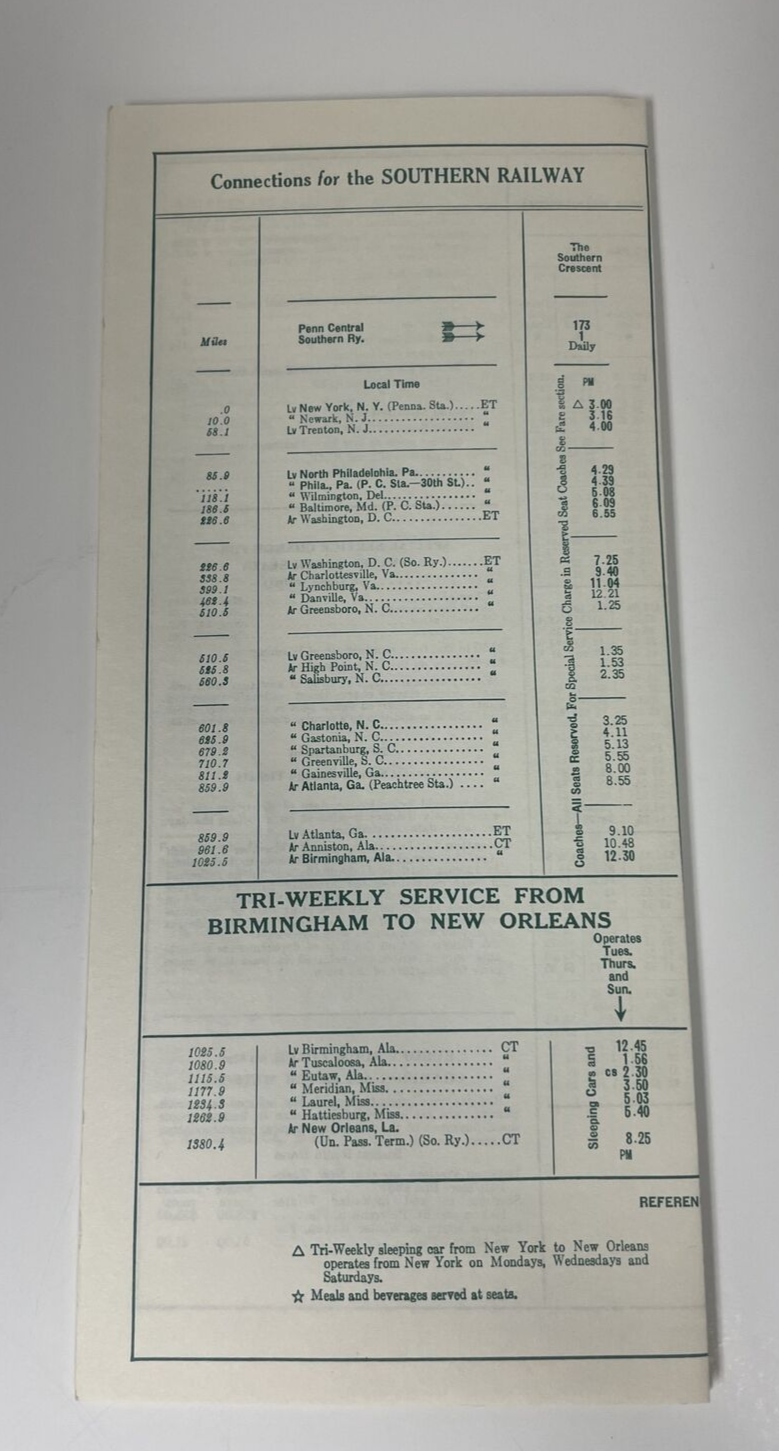 Connections for the SOUTHERN RAILWAY
The
Southern
Crescent
Miles
Penn Central
Southern Ry.
173
1
Daily
Local Time
PM
.0 Lv New York, N. Y. (Penna. Sta.).....ET △ 3.00
10.0 " Newark, N. J................... " 3.16
58.1 Lv Trenton, N. J.................. " 4.00
85.9 Lv North Philadelphia, Pa.......... " 4.29
...... " Phila., Pa. (P. C. Sta.—30th St.).. " 4.39
118.1 " Wilmington, Del................ " 5.08
186.5 " Baltimore, Md. (P. C. Sta.)...... " 6.09
226.6 Ar Washington, D. C...............ET 6.55
226.6 Lv Washington, D. C. (So. Ry.).......ET 7.25
338.8 Ar Charlottesville, Va............. " 9.40
399.1 " Lynchburg, Va................ " 11.04
462.4 " Danville, Va.................. " 12.21
510.5 Ar Greensboro, N. C.............. " 1.25
510.5 Lv Greensboro, N. C............... " 1.35
525.8 Ar High Point, N. C............... " 1.53
560.3 " Salisbury, N. C................. " 2.35
601.8 " Charlotte, N. C................. " 3.25
625.9 " Gastonia, N. C................. " 4.11
679.2 " Spartanburg, S. C............... " 5.13
710.7 " Greenville, S. C................ " 5.55
811.2 " Gainesville, Ga................. " 8.00
859.9 Ar Atlanta, Ga. (Peachtree Sta.) .... " 8.55
859.9 Lv Atlanta, Ga. ..................ET 9.10
961.6 Ar Anniston, Ala.................CT 10.48
1025.5 Ar Birmingham, Ala............... " 12.30
Coaches—All Seats Reserved. For Special Service Charge in Reserved Seat Coaches See Fare section.
TRI-WEEKLY SERVICE FROM
BIRMINGHAM TO NEW ORLEANS
Operates
Tues.
Thurs.
and
Sun.
1025.5 Lv Birmingham, Ala................ CT 12.45
1080.9 Ar Tuscaloosa, Ala................. " 1.56
1115.5 " Eutaw, Ala.................... " cs 2.30
1177.9 " Meridian, Miss. ............... " 3.50
1234.3 " Laurel, Miss................... " 5.03
1262.9 " Hattiesburg, Miss.............. " 5.40
Ar New Orleans, La.
1380.4 (Un. Pass. Term.) (So. Ry.).....CT 8.25
PM
Sleeping Cars and
REFEREN
△ Tri-Weekly sleeping car from New York to New Orleans
operates from New York on Mondays, Wednesdays and
Saturdays.
☆ Meals and beverages served at seats.